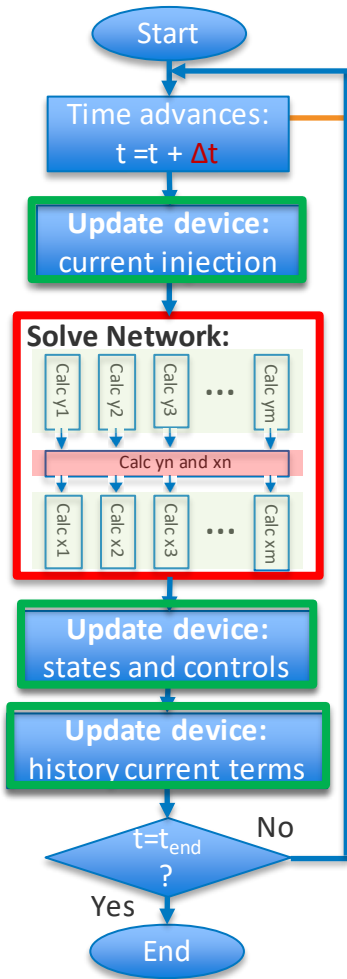 Start
Time advances:
t =t + Δt
Update device:
current injection
Solve Network:
Calc y1
Calc y2
Calc y3
...
Calc ym
Calc yn and xn
Calc x1
Calc x2
Calc x3
...
Calc xm
Update device:
states and controls
Update device:
history current terms
t=tend
?
No
Yes
End